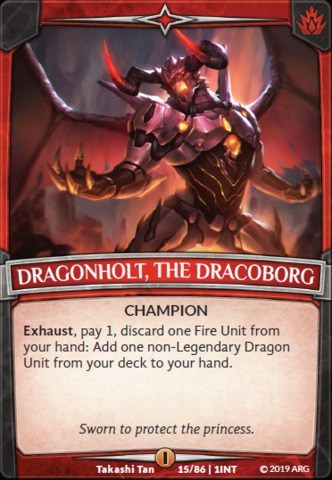 DRAGONHOLT, THE DRACOBORG
CHAMPION
Exhaust, pay 1, discard one Fire Unit from
your hand: Add one non-Legendary Dragon
Unit from your deck to your hand.
Sworn to protect the princess.
I
Takashi Tan 15/86 | 1INT © 2019 ARG